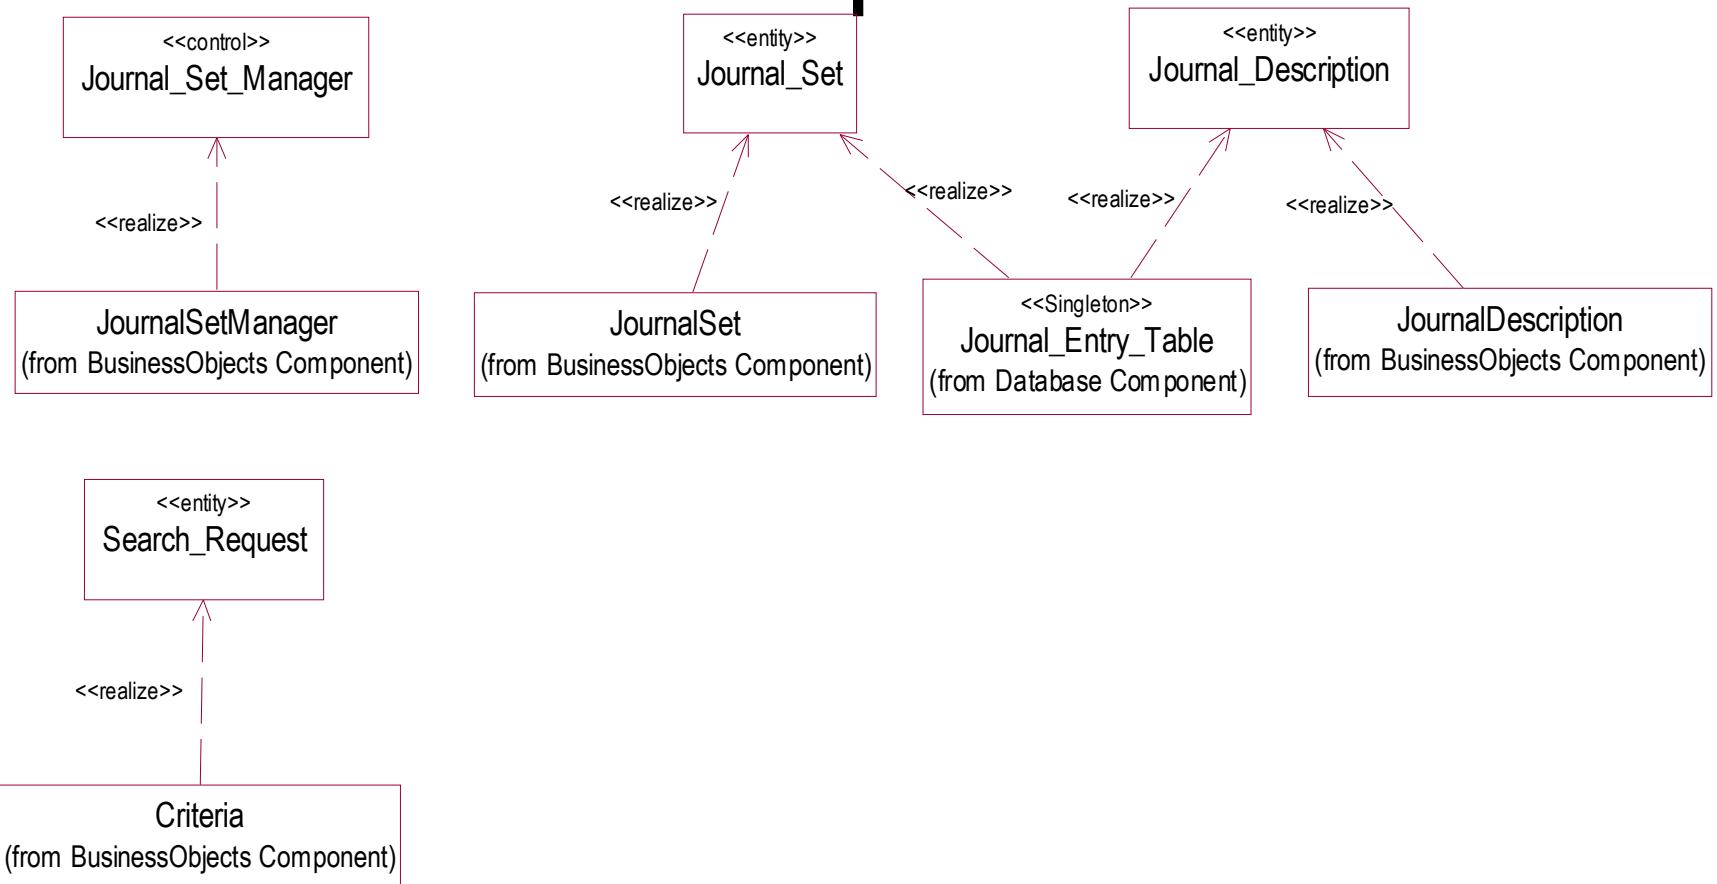 <<control>>
Journal_Set_Manager
<<entity>>
Journal_Set
<<entity>>
Journal_Description
<<realize>>
<<realize>>
<<realize>>
<<realize>>
<<realize>>
JournalSetManager
(from BusinessObjects Component)
JournalSet
(from BusinessObjects Component)
<<Singleton>>
Journal_Entry_Table
(from Database Component)
JournalDescription
(from BusinessObjects Component)
<<entity>>
Search_Request
<<realize>>
Criteria
(from BusinessObjects Component)